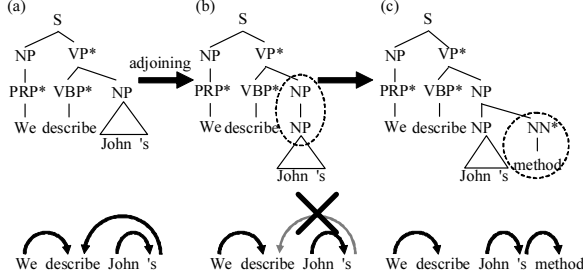 (a) (b) (c)
S S S
NP VP* adjoining NP VP* NP VP*
PRP* VBP* NP PRP* VBP* NP PRP* VBP* NP
We describe John 's We describe NP We describe NP NN*
John 's John 's method
We describe John 's We describe John 's We describe John 's method